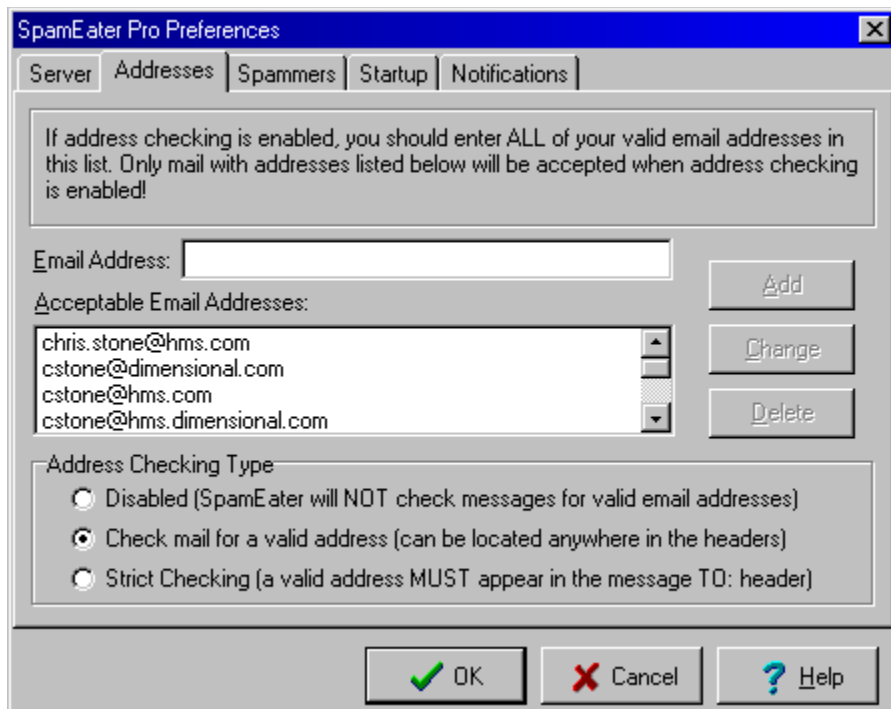 SpamEater Pro Preferences
Server Addresses Spammers Startup Notifications
If address checking is enabled, you should enter ALL of your valid email addresses in
this list. Only mail with addresses listed below will be accepted when address checking
is enabled!
Email Address:
Add
Acceptable Email Addresses:
chris.stone@hms.com
cstone@dimensional.com
cstone@hms.com
cstone@hms.dimensional.com
Change
Delete
Address Checking Type
Disabled (SpamEater will NOT check messages for valid email addresses)
Check mail for a valid address (can be located anywhere in the headers)
Strict Checking (a valid address MUST appear in the message TO: header)
OK Cancel Help